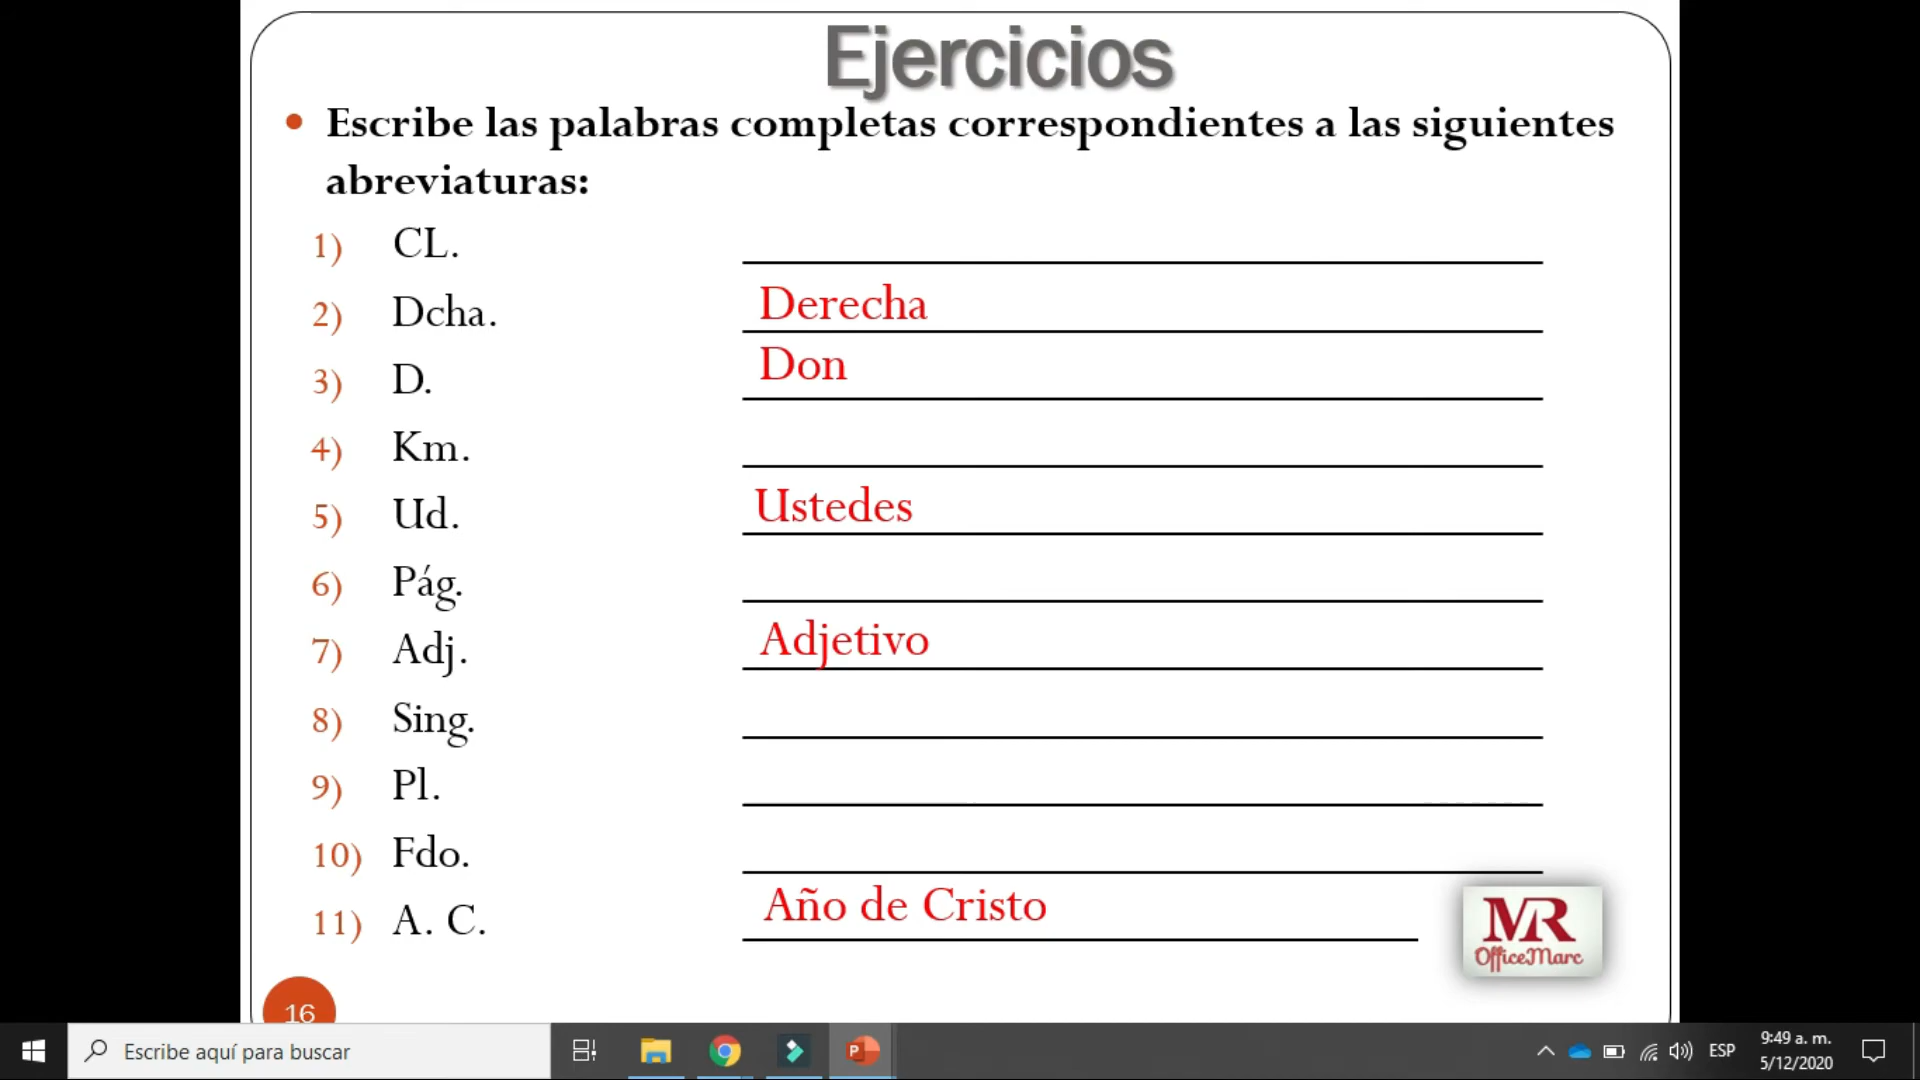 Ejercicios
• Escribe las palabras completas correspondientes a las siguientes
abreviaturas:
1) CL.
2) Dcha. Derecha
3) D. Don
4) Km.
5) Ud. Ustedes
6) Pág.
7) Adj. Adjetivo
8) Sing.
9) Pl.
10) Fdo.
11) A. C. Año de Cristo
MR
OfficeMarc
16
Escribe aquí para buscar
ESP
9:49 a. m.
5/12/2020